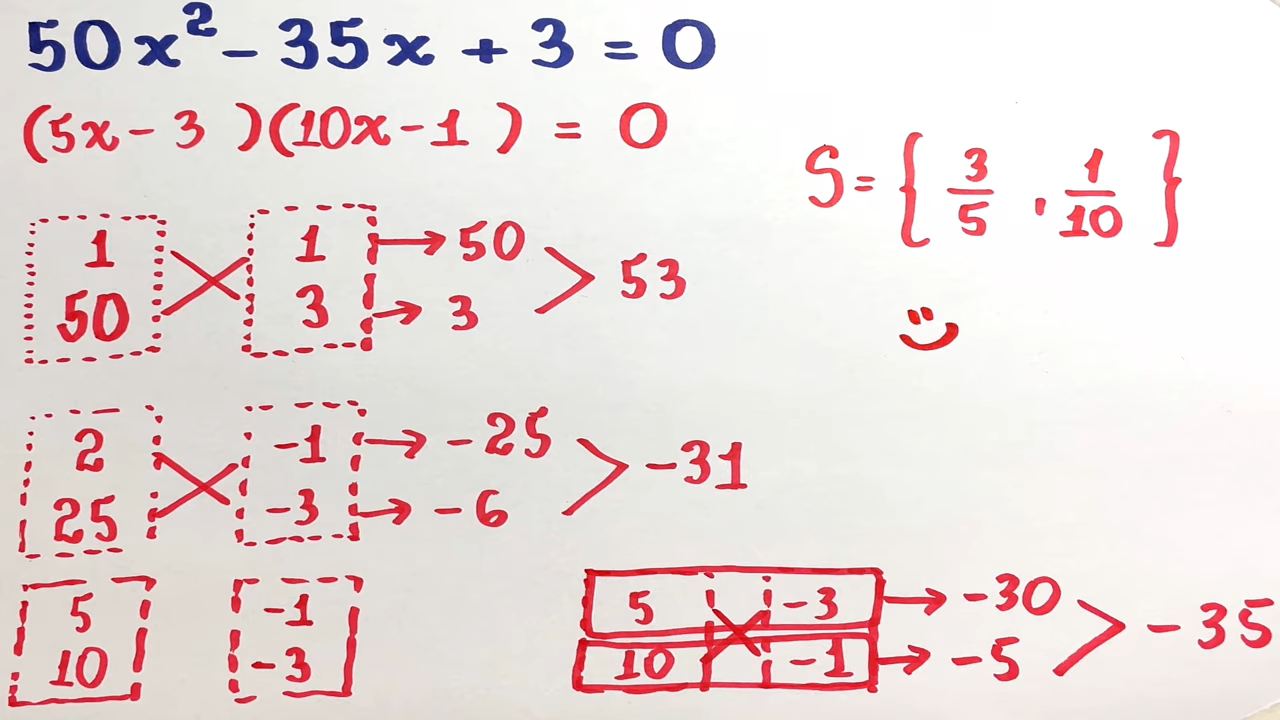 50x² - 35x + 3 = 0
(5x - 3 )(10x - 1 ) = 0
S = { 3/5 . 1/10 }
1 1 → 50
50 3 → 3
> 53
2 -1 → -25
25 -3 → -6
> -31
5 -1
10 -3
5 -3 → -30
10 -1 → -5
> -35